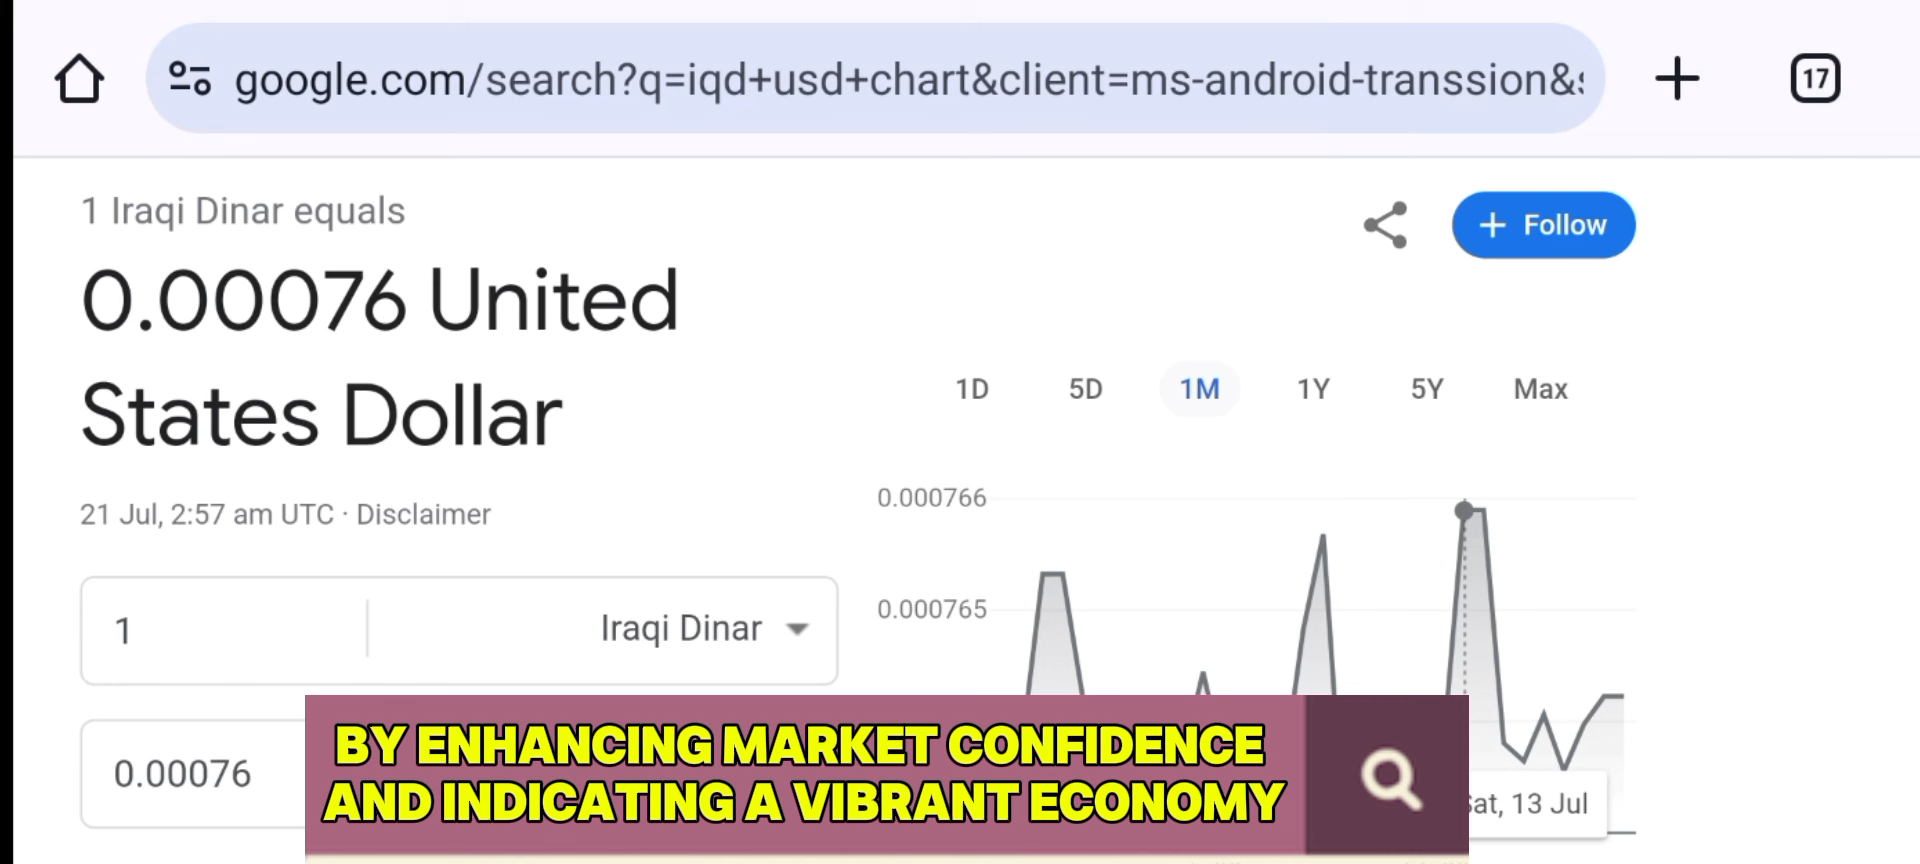 google.com/search?q=iqd+usd+chart&client=ms-android-transsion&
17
1 Iraqi Dinar equals
0.00076 United
States Dollar
Follow
21 Jul, 2:57 am UTC · Disclaimer
1D 5D 1M 1Y 5Y Max
0.000766
0.000765
1 Iraqi Dinar
0.00076
BY ENHANCING MARKET CONFIDENCE
AND INDICATING A VIBRANT ECONOMY
Sat, 13 Jul